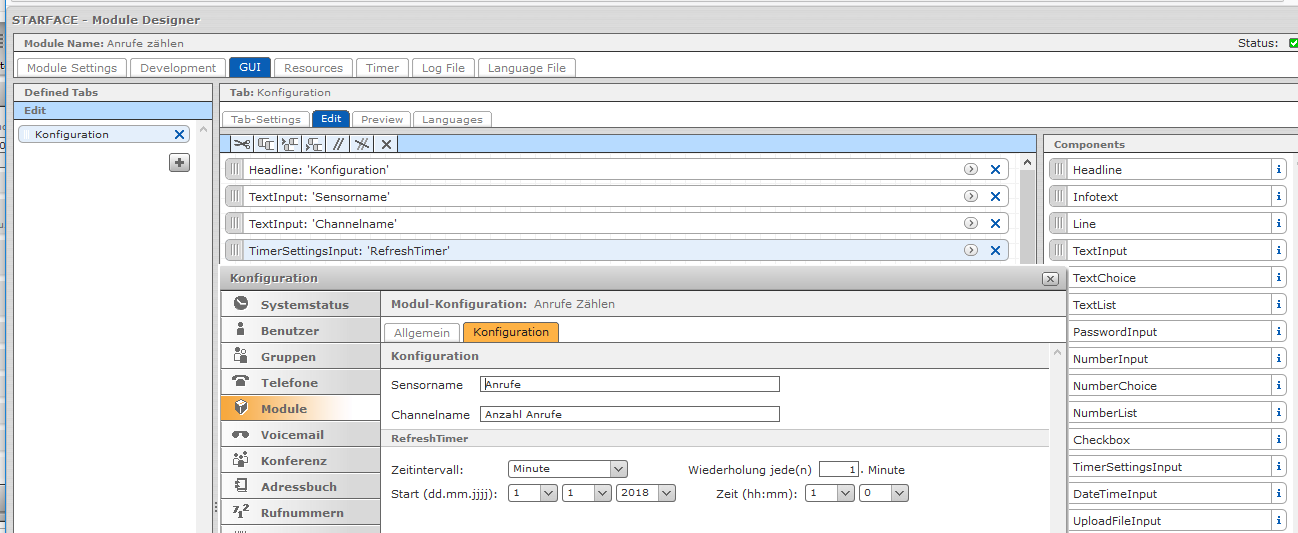 STARFACE - Module Designer
Module Name: Anrufe zählen
Status:
Module Settings Development GUI Resources Timer Log File Language File
Defined Tabs
Edit
Konfiguration
Tab: Konfiguration
Tab-Settings Edit Preview Languages
Headline: 'Konfiguration'
TextInput: 'Sensorname'
TextInput: 'Channelname'
TimerSettingsInput: 'RefreshTimer'
Components
Headline
Infotext
Line
TextInput
TextChoice
TextList
PasswordInput
NumberInput
NumberChoice
NumberList
Checkbox
TimerSettingsInput
DateTimeInput
UploadFileInput
Konfiguration
Systemstatus
Benutzer
Gruppen
Telefone
Module
Voicemail
Konferenz
Adressbuch
Rufnummern
Modul-Konfiguration: Anrufe Zählen
Allgemein Konfiguration
Konfiguration
Sensorname Anrufe
Channelname Anzahl Anrufe
RefreshTimer
Zeitintervall: Minute Wiederholung jede(n) 1. Minute
Start (dd.mm.jjjj): 1 1 2018 Zeit (hh:mm): 1 0